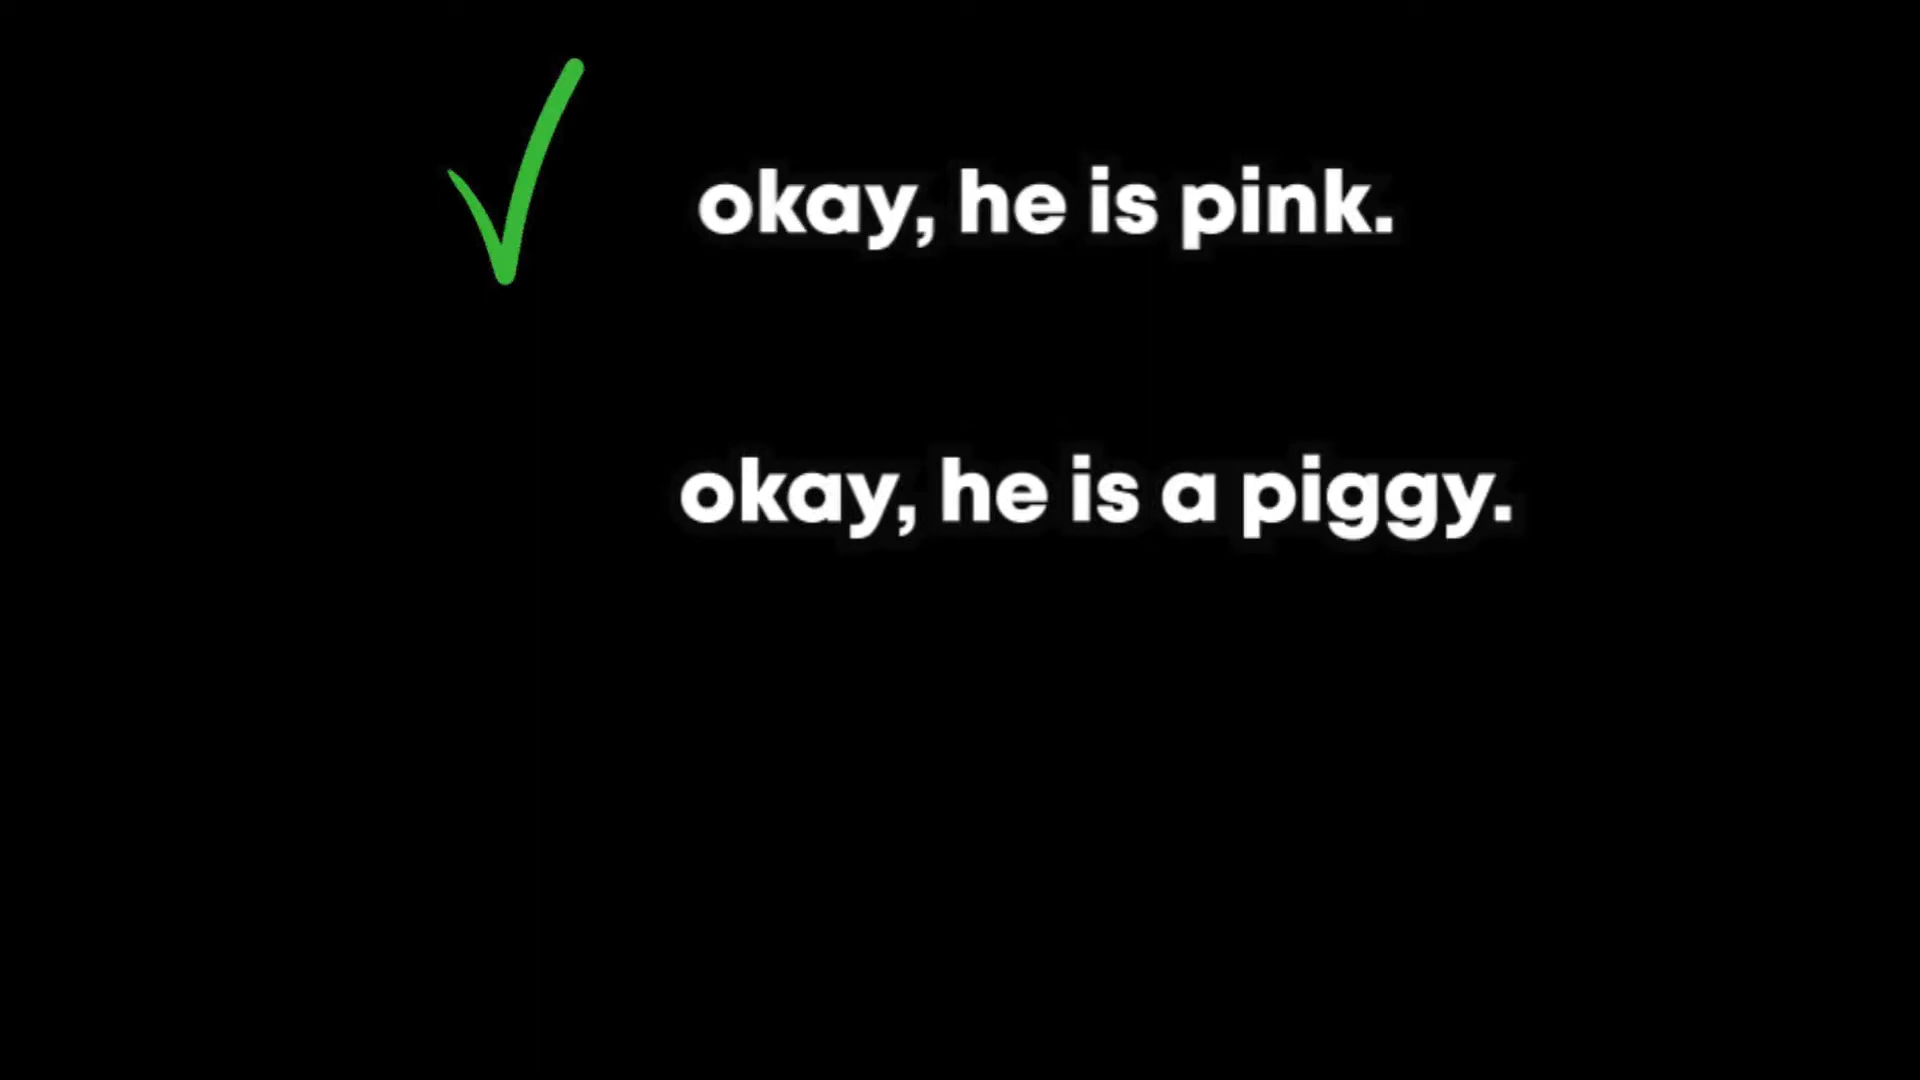 okay, he is pink.
okay, he is a piggy.